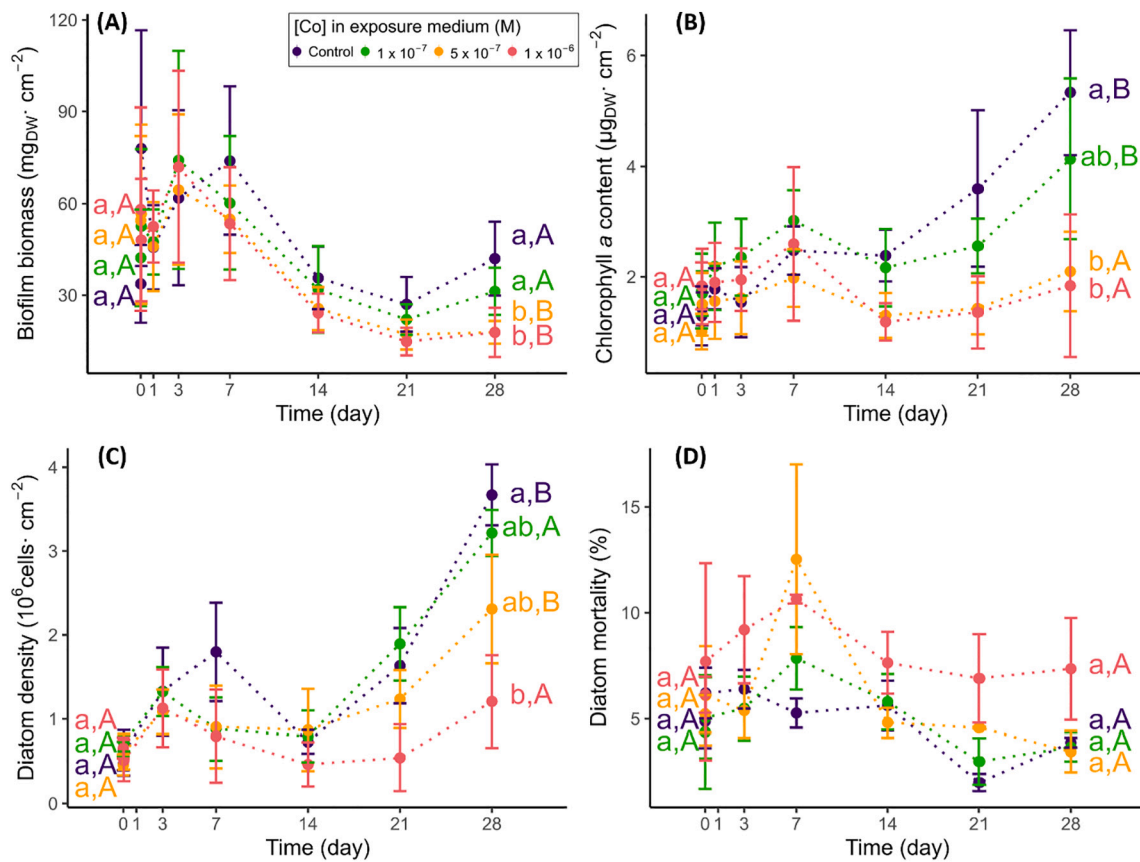 (A)
[Co] in exposure medium (M)
Control 1 x 10⁻⁷ 5 x 10⁻⁷ 1 x 10⁻⁶
Biofilm biomass (mg_DW· cm⁻²)
120
90
60
30
a,A
a,A
a,A
a,A
a,A
a,A
b,B
b,B
0 1 3 7 14 21 28
Time (day)
(B)
Chlorophyll a content (µg_DW· cm⁻²)
6
4
2
a,A
a,A
a,A
a,A
a,B
ab,B
b,A
b,A
0 1 3 7 14 21 28
Time (day)
(C)
Diatom density (10⁶cells· cm⁻²)
4
3
2
1
0
a,A
a,A
a,A
a,A
a,B
ab,A
ab,B
b,A
0 1 3 7 14 21 28
Time (day)
(D)
Diatom mortality (%)
15
10
5
a,A
a,A
a,A
a,A
a,A
a,A
a,A
a,A
0 1 3 7 14 21 28
Time (day)